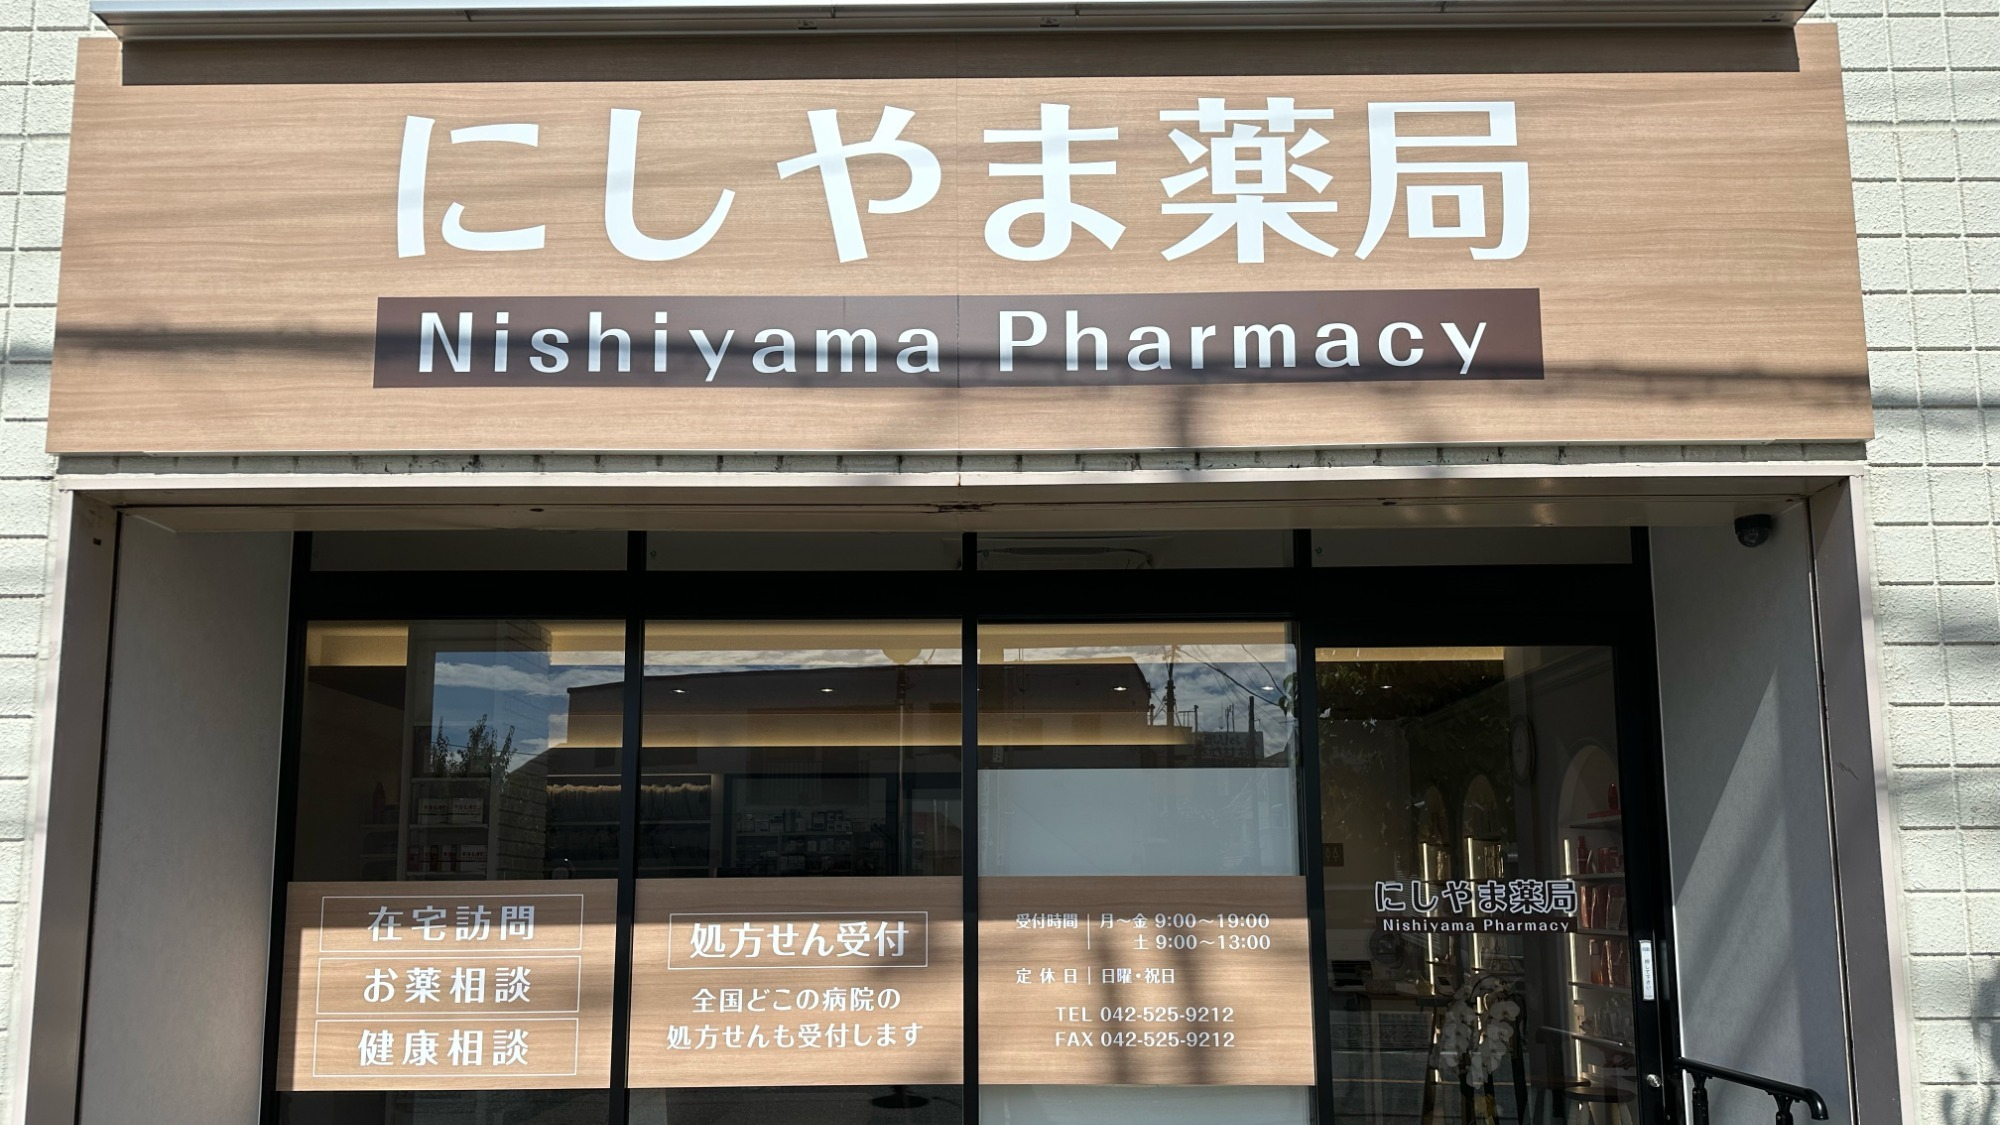 にしやま薬局
Nishiyama Pharmacy
在宅訪問
お薬相談
健康相談
処方せん受付
全国どこの病院の
処方せんも受付します
受付時間 月～金 9:00～19:00
土 9:00～13:00
定休日 日曜・祝日
TEL 042-525-9212
FAX 042-525-9212
にしやま薬局
Nishiyama Pharmacy